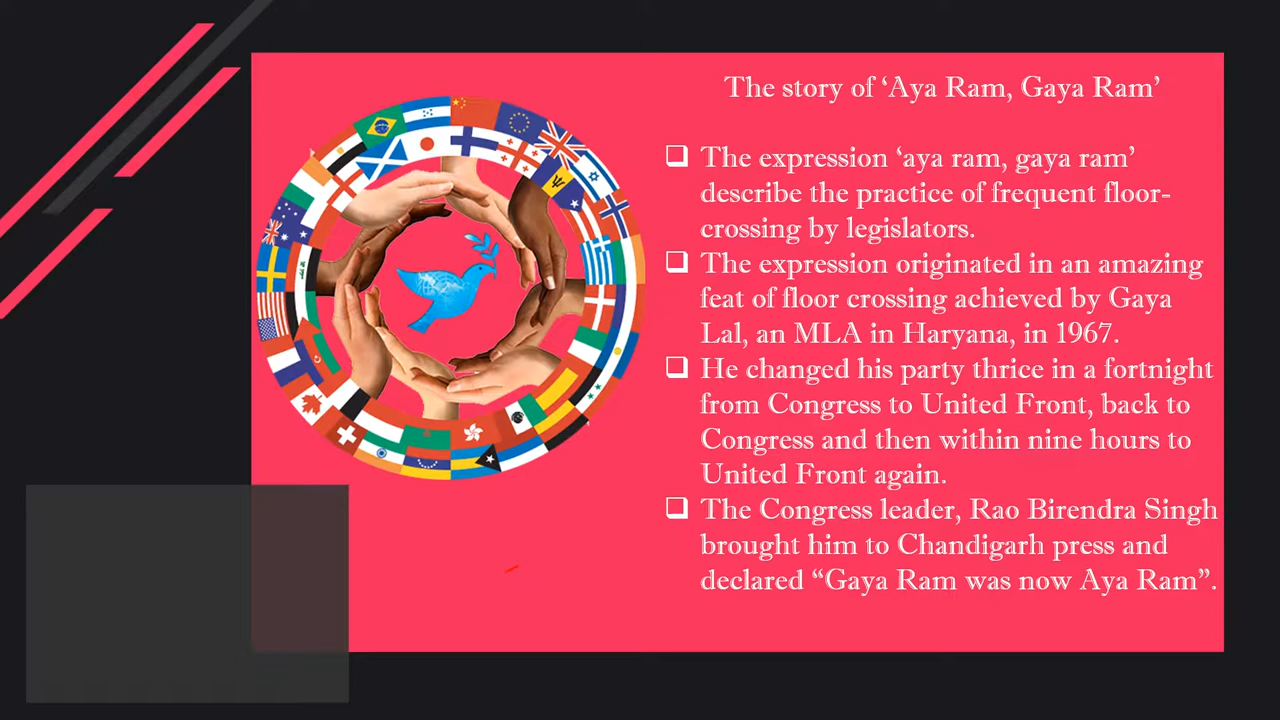 The story of ‘Aya Ram, Gaya Ram’
❑ The expression ‘aya ram, gaya ram’
describe the practice of frequent floor-
crossing by legislators.
❑ The expression originated in an amazing
feat of floor crossing achieved by Gaya
Lal, an MLA in Haryana, in 1967.
❑ He changed his party thrice in a fortnight
from Congress to United Front, back to
Congress and then within nine hours to
United Front again.
❑ The Congress leader, Rao Birendra Singh
brought him to Chandigarh press and
declared “Gaya Ram was now Aya Ram”.